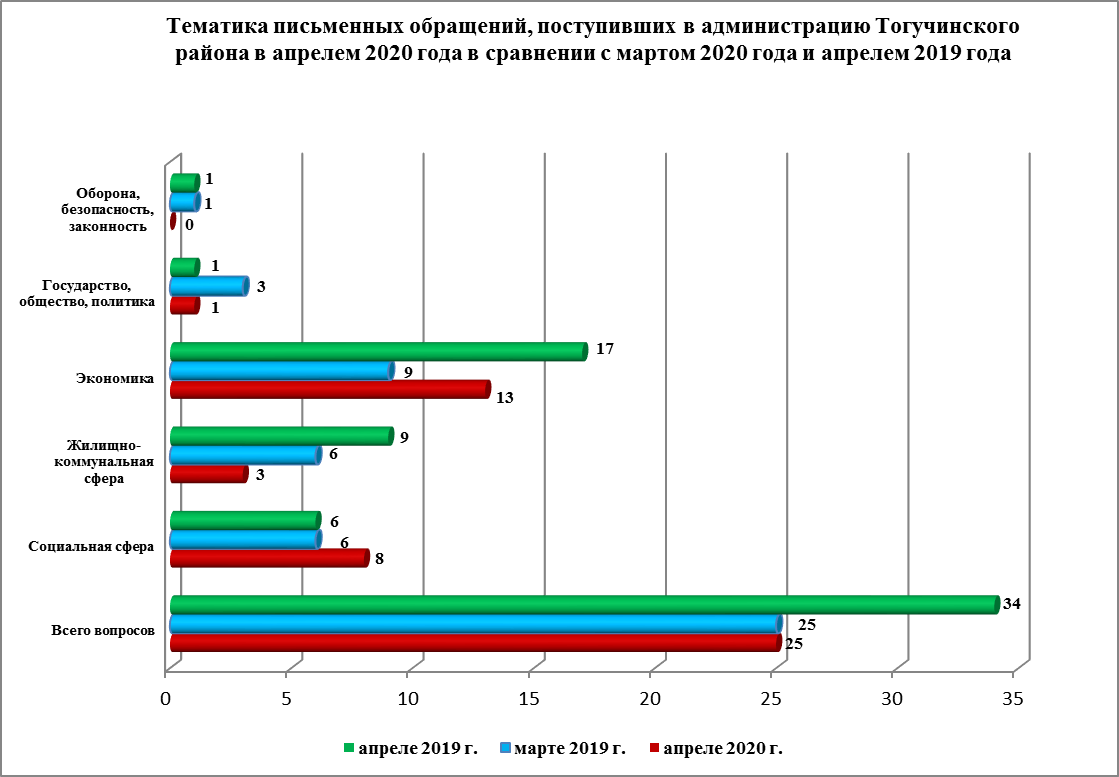 Тематика письменных обращений, поступивших в администрацию Тогучинского
района в апрелем 2020 года в сравнении с мартом 2020 года и апрелем 2019 года
Оборона,
безопасность,
законность
1
1
0
Государство,
общество, политика
1
3
1
Экономика
17
9
13
Жилищно-
коммунальная
сфера
9
6
3
Социальная сфера
6
6
8
Всего вопросов
34
25
25
0 5 10 15 20 25 30 35
апреле 2019 г. марте 2019 г. апреле 2020 г.